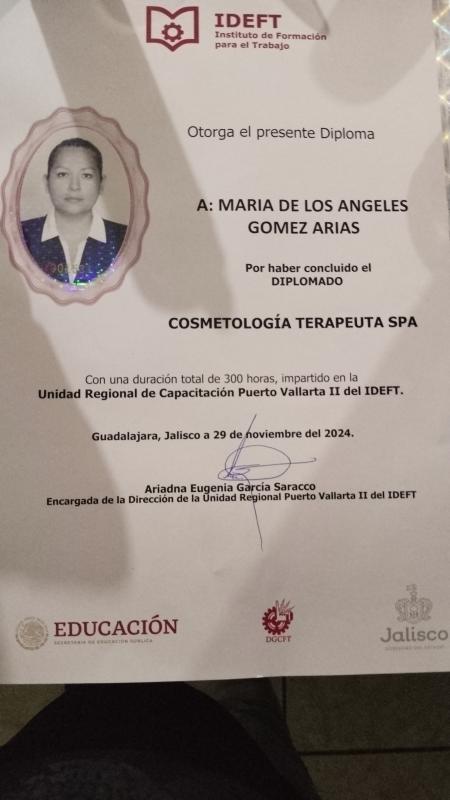 IDEFT
Instituto de Formación
para el Trabajo
Otorga el presente Diploma
A: MARIA DE LOS ANGELES
GOMEZ ARIAS
Por haber concluido el
DIPLOMADO
COSMETOLOGÍA TERAPEUTA SPA
Con una duración total de 300 horas, impartido en la
Unidad Regional de Capacitación Puerto Vallarta II del IDEFT.
Guadalajara, Jalisco a 29 de noviembre del 2024.
Ariadna Eugenia García Saracco
Encargada de la Dirección de la Unidad Regional Puerto Vallarta II del IDEFT
EDUCACIÓN
SECRETARÍA DE EDUCACIÓN PÚBLICA
DGCFT
Jalisco
GOBIERNO DEL ESTADO